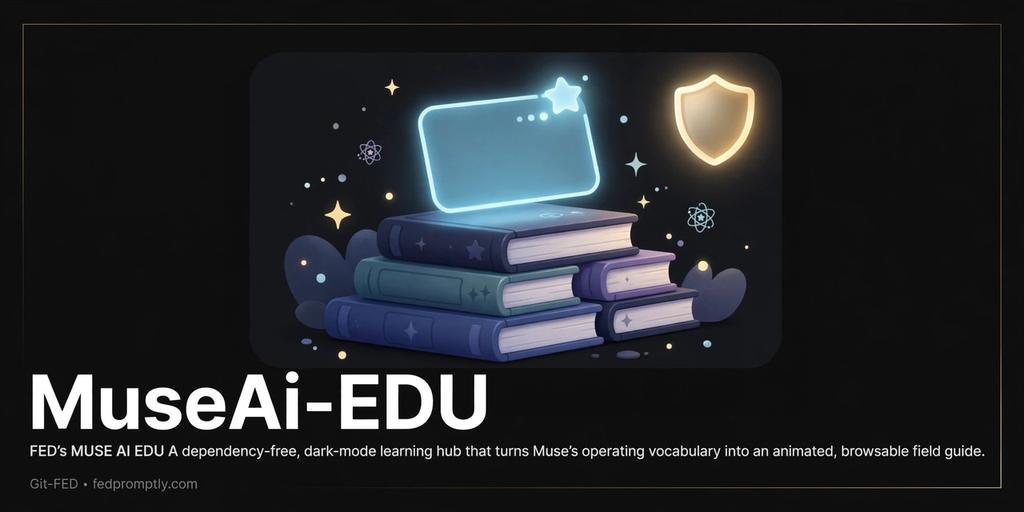 MuseAi-EDU
FED's MUSE AI EDU A dependency-free, dark-mode learning hub that turns Muse's operating vocabulary into an animated, browsable field guide.
Git-FED • fedpromptly.com